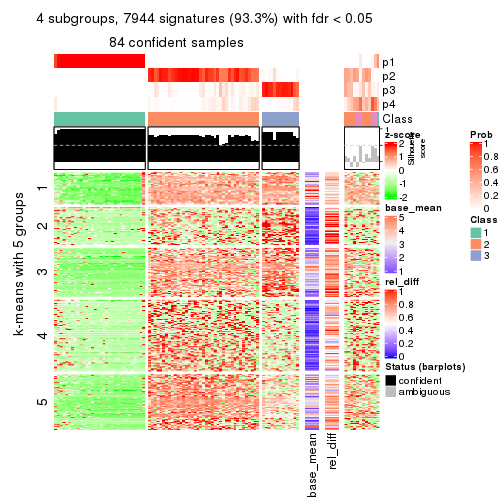 4 subgroups, 7944 signatures (93.3%) with fdr < 0.05
84 confident samples
p1
p2
p3
p4
Class
1
Silhouette
score
z-score
2
1
0
-1
-2
base_mean
5
4
3
2
1
rel_diff
1
0.8
0.6
0.4
0.2
0
Status (barplots)
confident
ambiguous
Prob
1
0.8
0.6
0.4
0.2
0
Class
1
2
3
k-means with 5 groups
1
2
3
4
5
base_mean
rel_diff